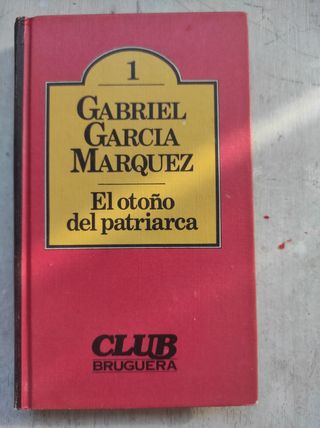 1
GABRIEL
GARCIA
MARQUEZ
El otoño
del patriarca
CLUB
BRUGUERA